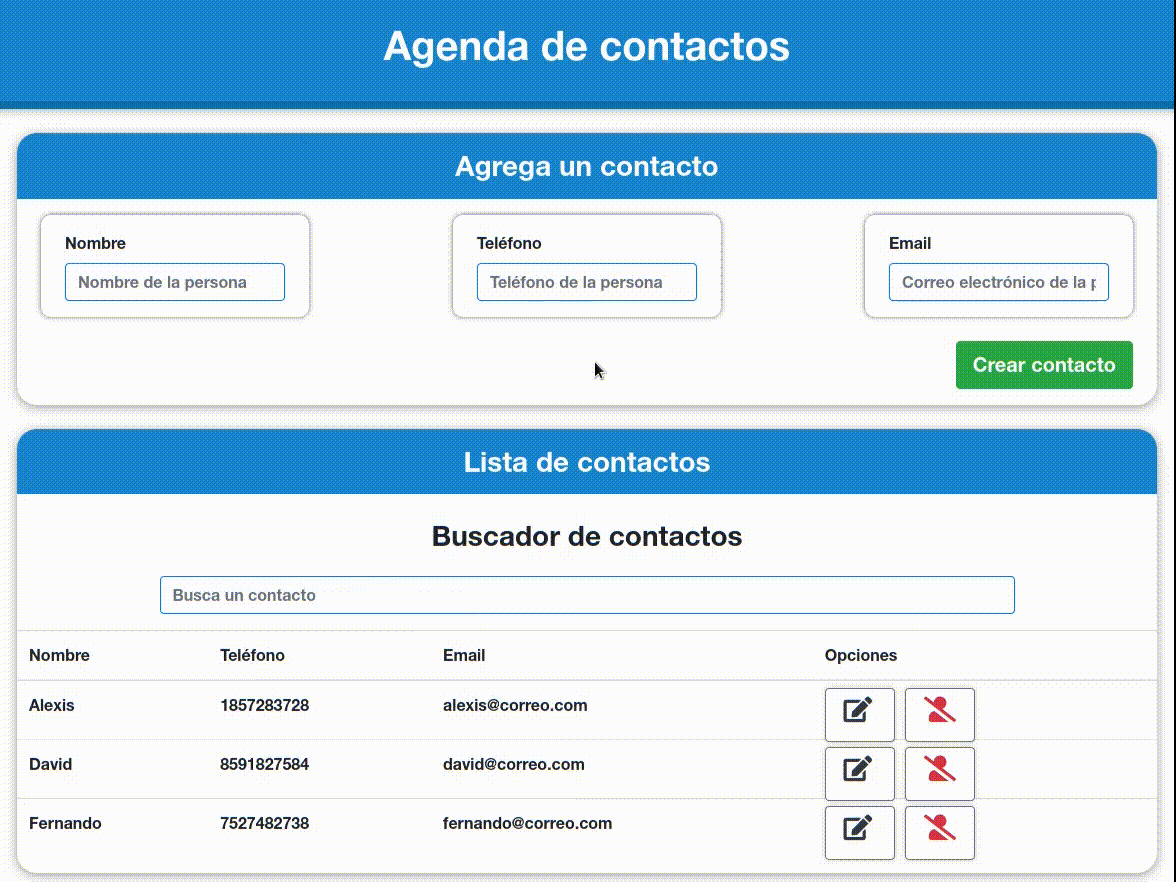 Agenda de contactos
Agrega un contacto
Nombre
Teléfono
Email
Nombre de la persona
Teléfono de la persona
Correo electrónico de la
Crear contacto
Lista de contactos
Buscador de contactos
Busca un contacto
Nombre Teléfono Email Opciones
Alexis 1857283728 alexis@correo.com
David 8591827584 david@correo.com
Fernando 7527482738 fernando@correo.com